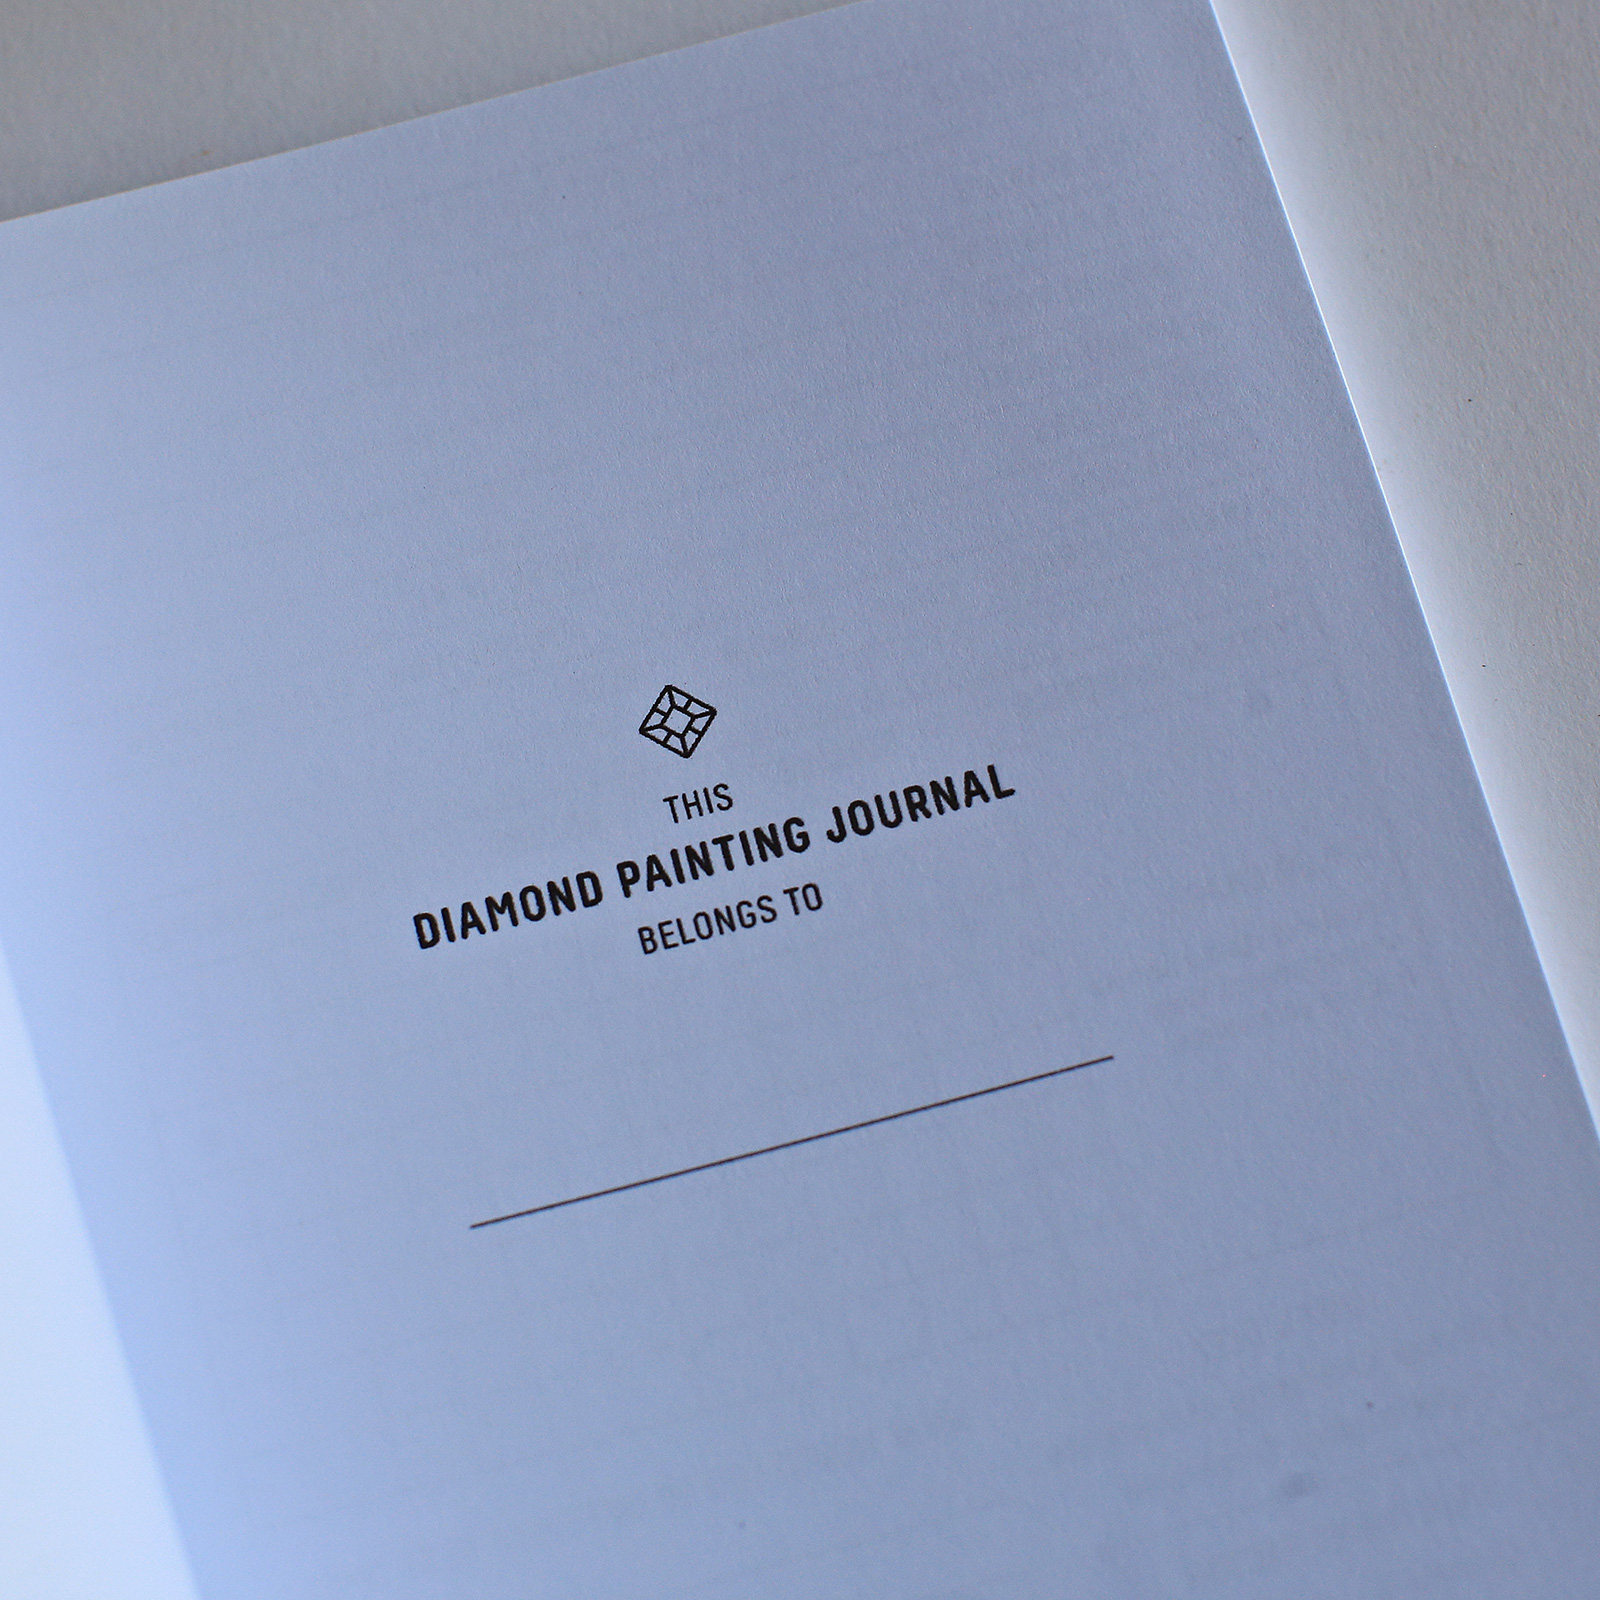 THIS
DIAMOND PAINTING JOURNAL
BELONGS TO